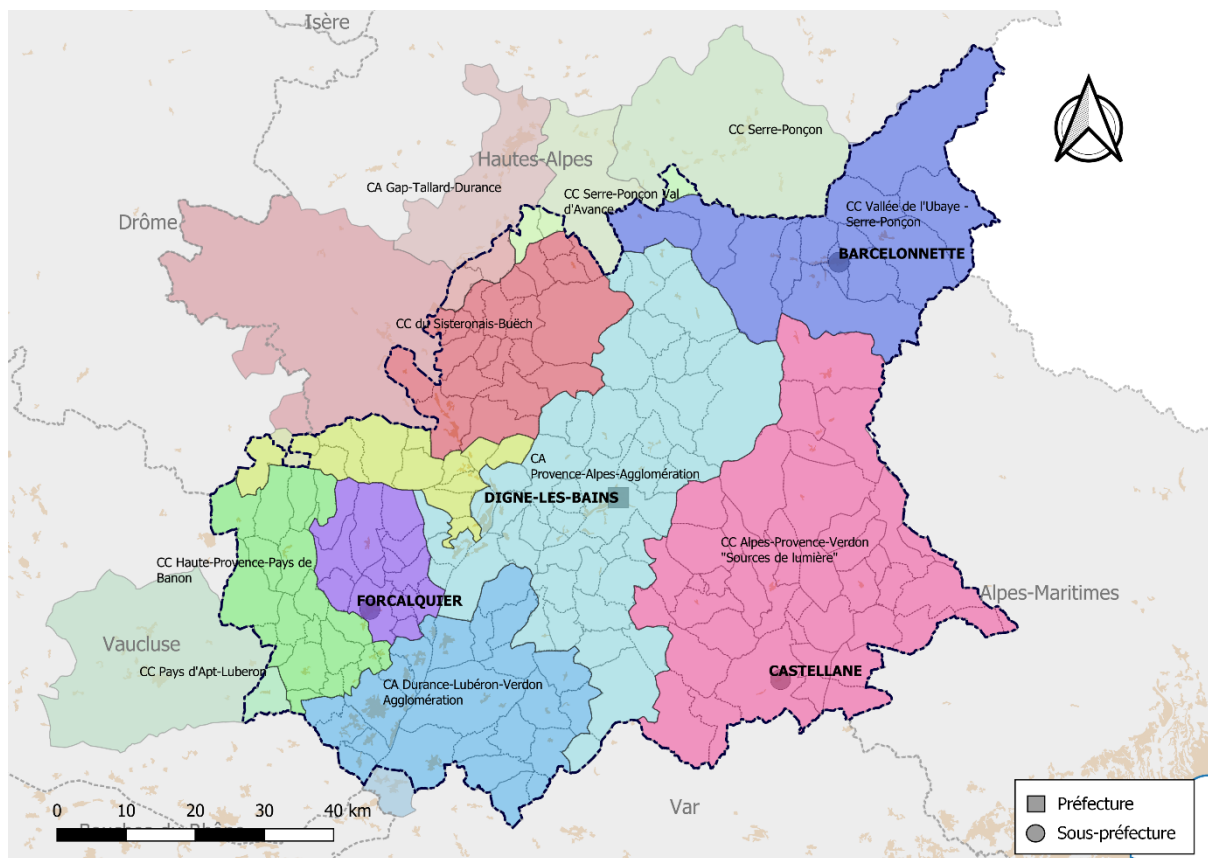 Isère
CC Serre-Ponçon
Hautes-Alpes
CA Gap-Tallard-Durance
CC Serre-Ponçon Val
d'Avance
CC Vallée de l'Ubaye -
Serre-Ponçon
Drôme
BARCELONNETTE
CC du Sisteronais-Buëch
CA
Provence-Alpes-Agglomération
DIGNE-LES-BAINS
CC Alpes-Provence-Verdon
"Sources de lumière"
CC Haute-Provence-Pays de
Banon
FORCALQUIER
Alpes-Maritimes
Vaucluse
CC Pays d'Apt-Luberon
CASTELLANE
CA Durance-Lubéron-Verdon
Agglomération
0 10 20 30 40 km
Var
Bouches-du-Rhône
Préfecture
Sous-préfecture